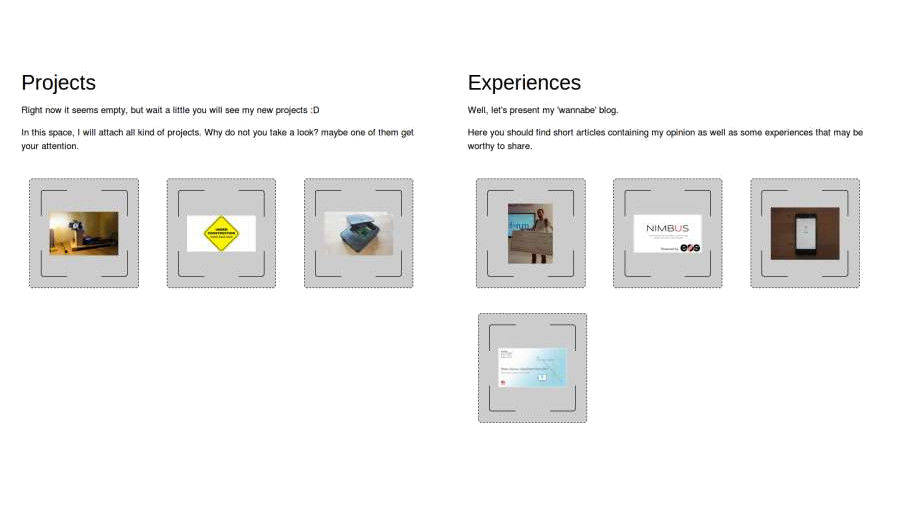 Projects
Right now it seems empty, but wait a little you will see my new projects :D
In this space, I will attach all kind of projects. Why do not you take a look? maybe one of them get
your attention.
UNDER
CONSTRUCTION
Experiences
Well, let's present my 'wannabe' blog.
Here you should find short articles containing my opinion as well as some experiences that may be
worthy to share.
NIMBUS
Powered by